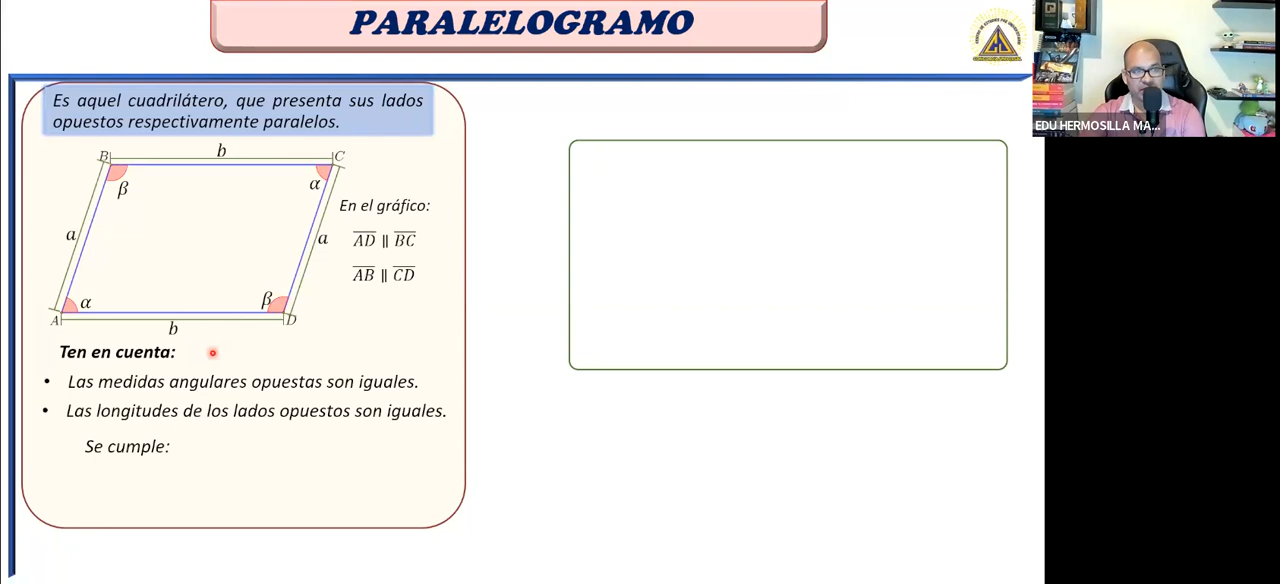 PARALELOGRAMO
Es aquel cuadrilátero, que presenta sus lados
opuestos respectivamente paralelos.
B
b
C
β
α
a
a
En el gráfico:
AD ∥ BC
AB ∥ CD
α
β
A
D
b
Ten en cuenta:
• Las medidas angulares opuestas son iguales.
• Las longitudes de los lados opuestos son iguales.
Se cumple:
EDU HERMOSILLA MA...